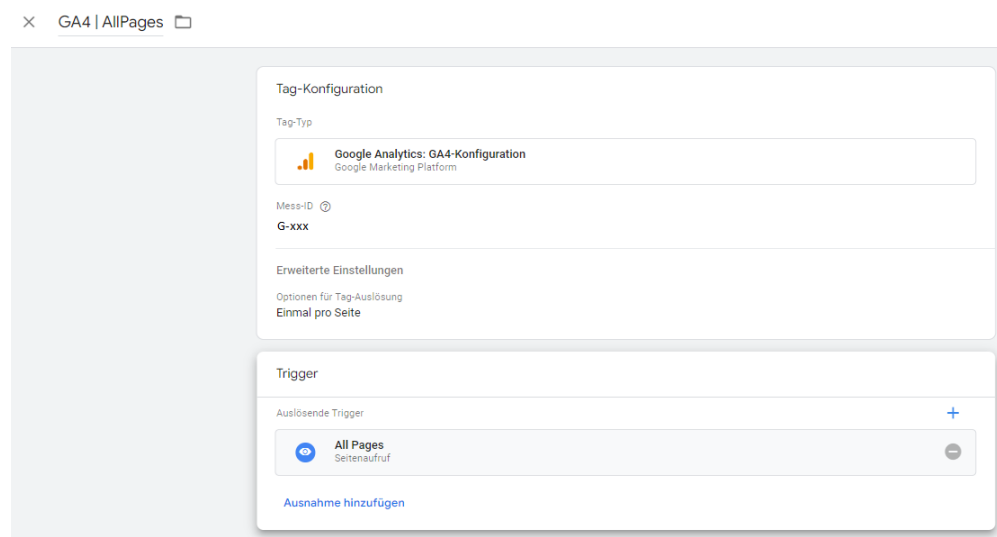 GA4 | AllPages
Tag-Konfiguration
Tag-Typ
Google Analytics: GA4-Konfiguration
Google Marketing Platform
Mess-ID
G-xxx
Erweiterte Einstellungen
Optionen für Tag-Auslösung
Einmal pro Seite
Trigger
Auslösende Trigger
All Pages
Seitenaufruf
Ausnahme hinzufügen